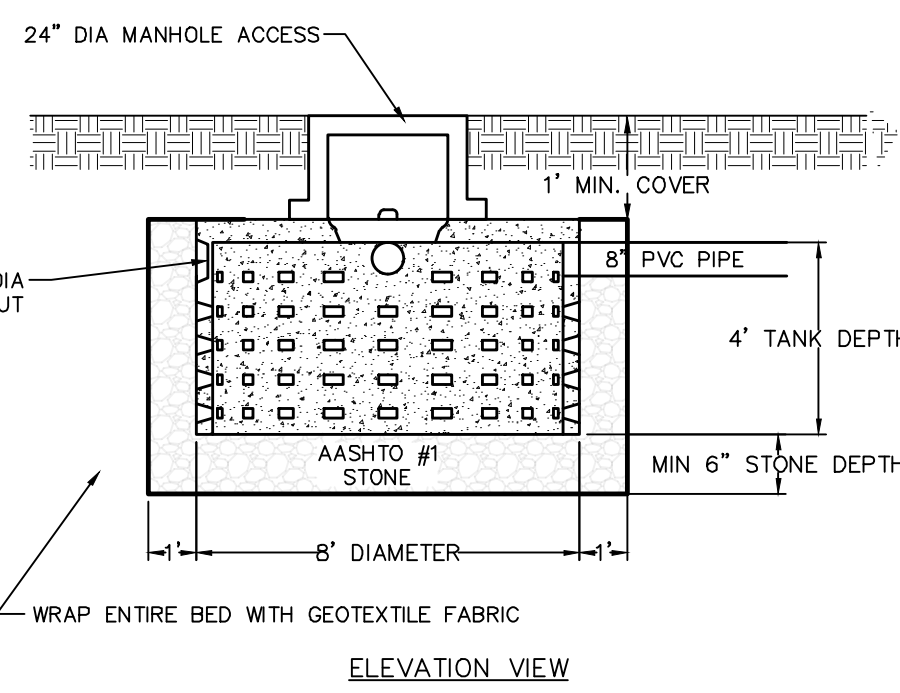 24" DIA MANHOLE ACCESS
1' MIN. COVER
8" PVC PIPE
DIA
UT
4' TANK DEPTH
AASHTO #1
STONE
MIN 6" STONE DEPTH
1'
8' DIAMETER
1'
WRAP ENTIRE BED WITH GEOTEXTILE FABRIC
ELEVATION VIEW